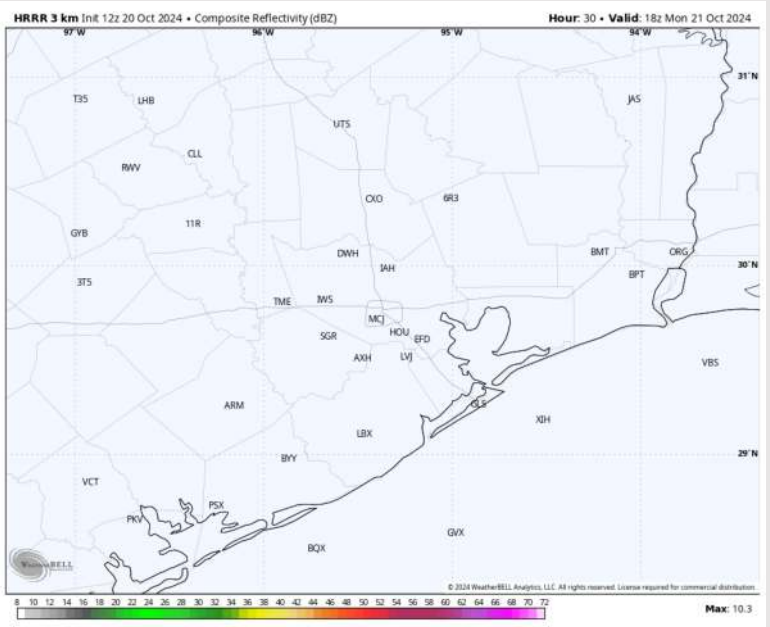 HRRR 3 km Init 12z 20 Oct 2024 • Composite Reflectivity (dBZ) Hour: 30 • Valid: 18z Mon 21 Oct 2024
97°W 96°W 95°W 94°W
31°N
T35 LHB JAS
UTS
CLL
RWV
CXO 6R3
11R
GYB
DWH BMT ORG
IAH 30°N
3T5 BPT
TME IWS
MCJ
SGR HOU EFD
AXH LVJ VBS
ARM GLS
XIH
LBX
BYY 29°N
VCT
PSX
PKV
GVX
BQX
WeatherBELL
© 2024 WeatherBELL Analytics, LLC. All rights reserved. License required for commercial distribution.
8 10 12 14 16 18 20 22 24 26 28 30 32 34 36 38 40 42 44 46 48 50 52 54 56 58 60 62 64 66 68 70 72
Max: 10.3